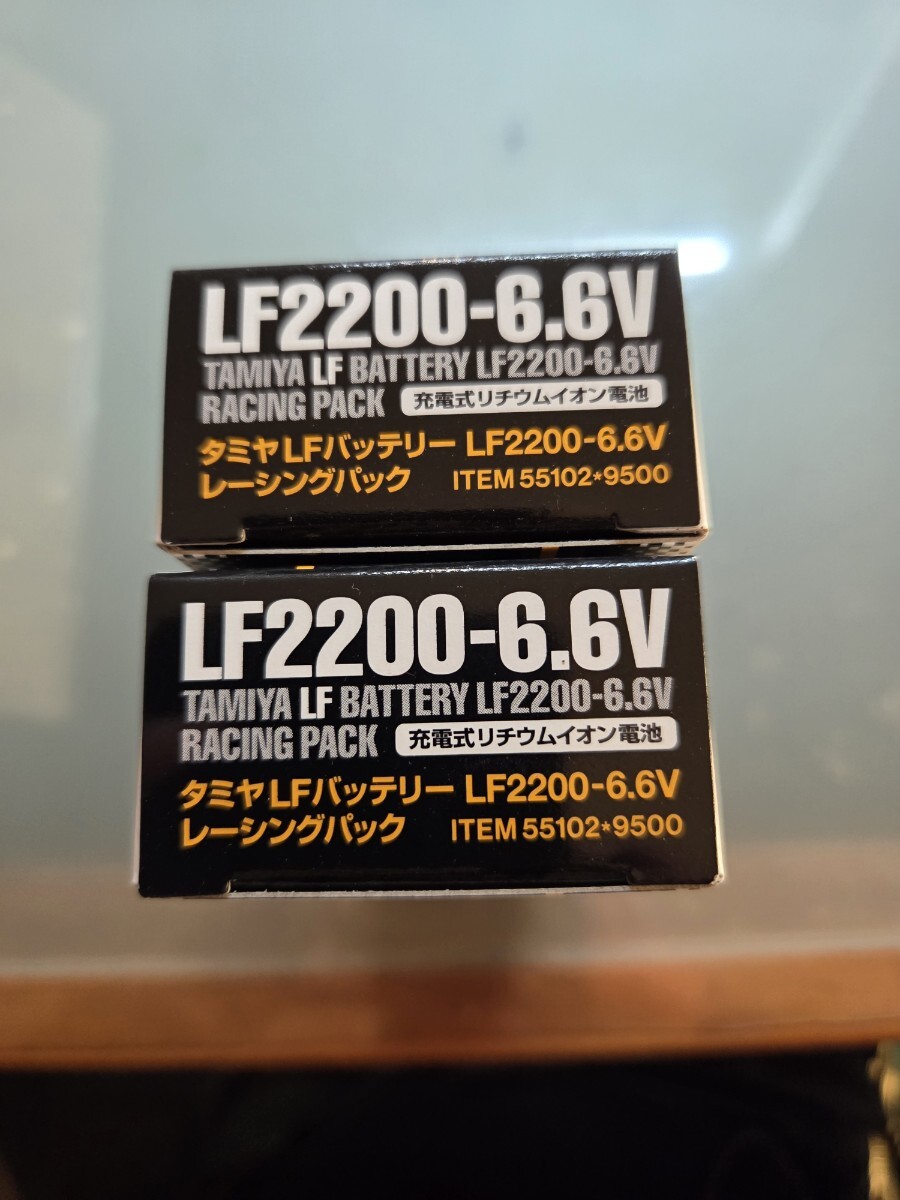 LF2200-6.6V
TAMIYA LF BATTERY LF2200-6.6V
RACING PACK 充電式リチウムイオン電池
タミヤLFバッテリー LF2200-6.6V
レーシングパック ITEM 55102*9500
LF2200-6.6V
TAMIYA LF BATTERY LF2200-6.6V
RACING PACK 充電式リチウムイオン電池
タミヤLFバッテリー LF2200-6.6V
レーシングパック ITEM 55102*9500